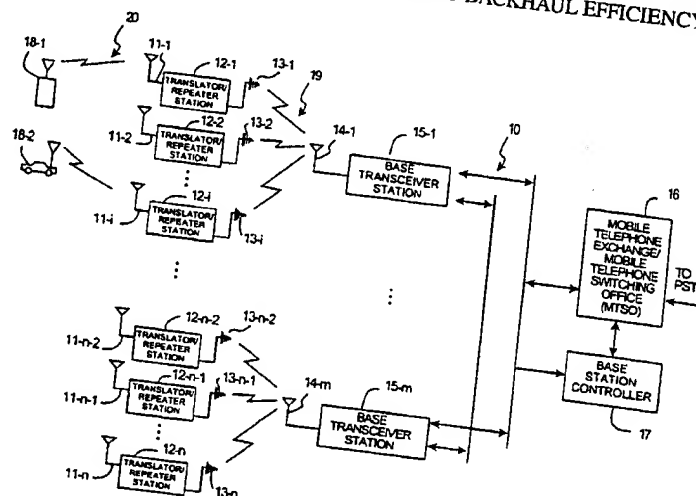 BACKHAUL EFFICIENCY
20
18-1
11-1
12-1
13-1
TRANSLATOR/
REPEATER
STATION
19
18-2
11-2
12-2
13-2
TRANSLATOR/
REPEATER
STATION
14-1
15-1
BASE
TRANSCEIVER
STATION
10
11-i
12-i
13-i
TRANSLATOR/
REPEATER
STATION
16
MOBILE
TELEPHONE
EXCHANGE/
MOBILE
TELEPHONE
SWITCHING
OFFICE
(MTSO)
TO
PST
11-n-2
12-n-2
13-n-2
TRANSLATOR/
REPEATER
STATION
11-n-1
12-n-1
13-n-1
TRANSLATOR/
REPEATER
STATION
14-m
15-m
BASE
TRANSCEIVER
STATION
BASE
STATION
CONTROLLER
17
11-n
12-n
13-n
TRANSLATOR/
REPEATER
STATION